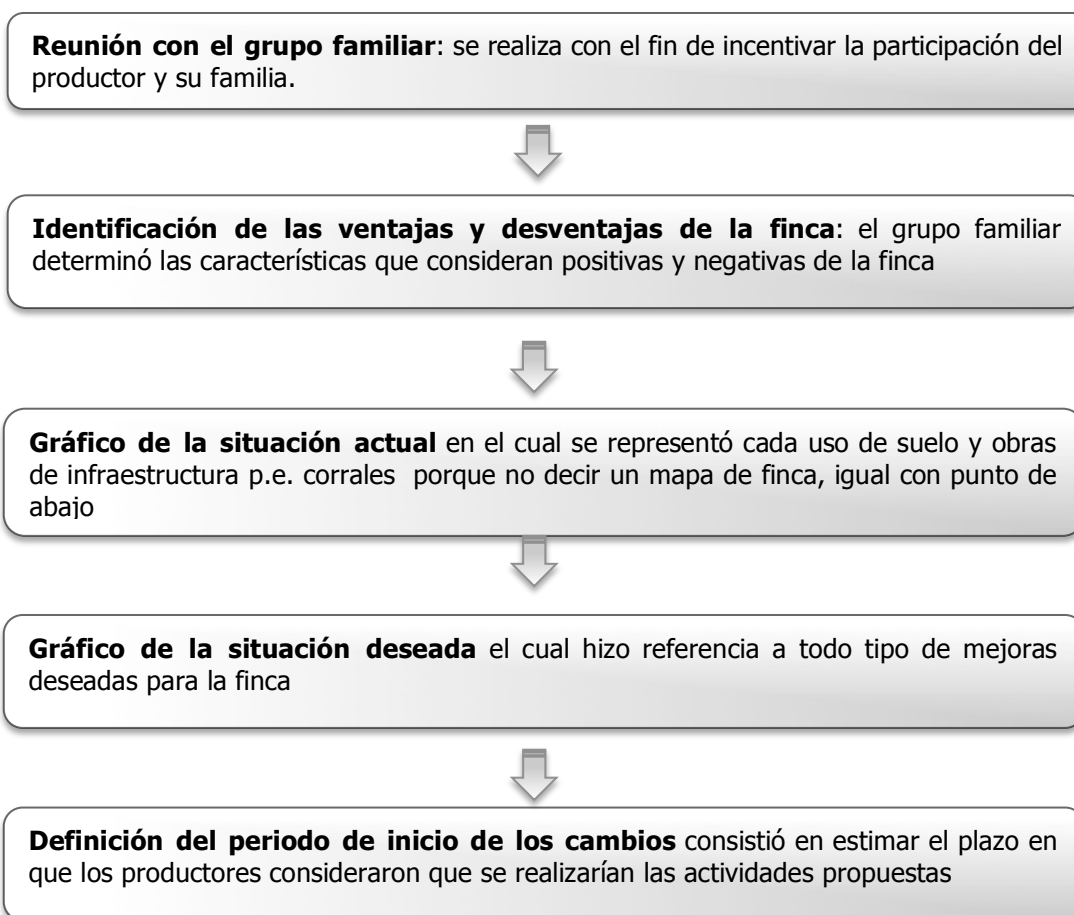 Reunión con el grupo familiar: se realiza con el fin de incentivar la participación del
productor y su familia.
Identificación de las ventajas y desventajas de la finca: el grupo familiar
determinó las características que consideran positivas y negativas de la finca
Gráfico de la situación actual en el cual se representó cada uso de suelo y obras
de infraestructura p.e. corrales porque no decir un mapa de finca, igual con punto de
abajo
Gráfico de la situación deseada el cual hizo referencia a todo tipo de mejoras
deseadas para la finca
Definición del periodo de inicio de los cambios consistió en estimar el plazo en
que los productores consideraron que se realizarían las actividades propuestas